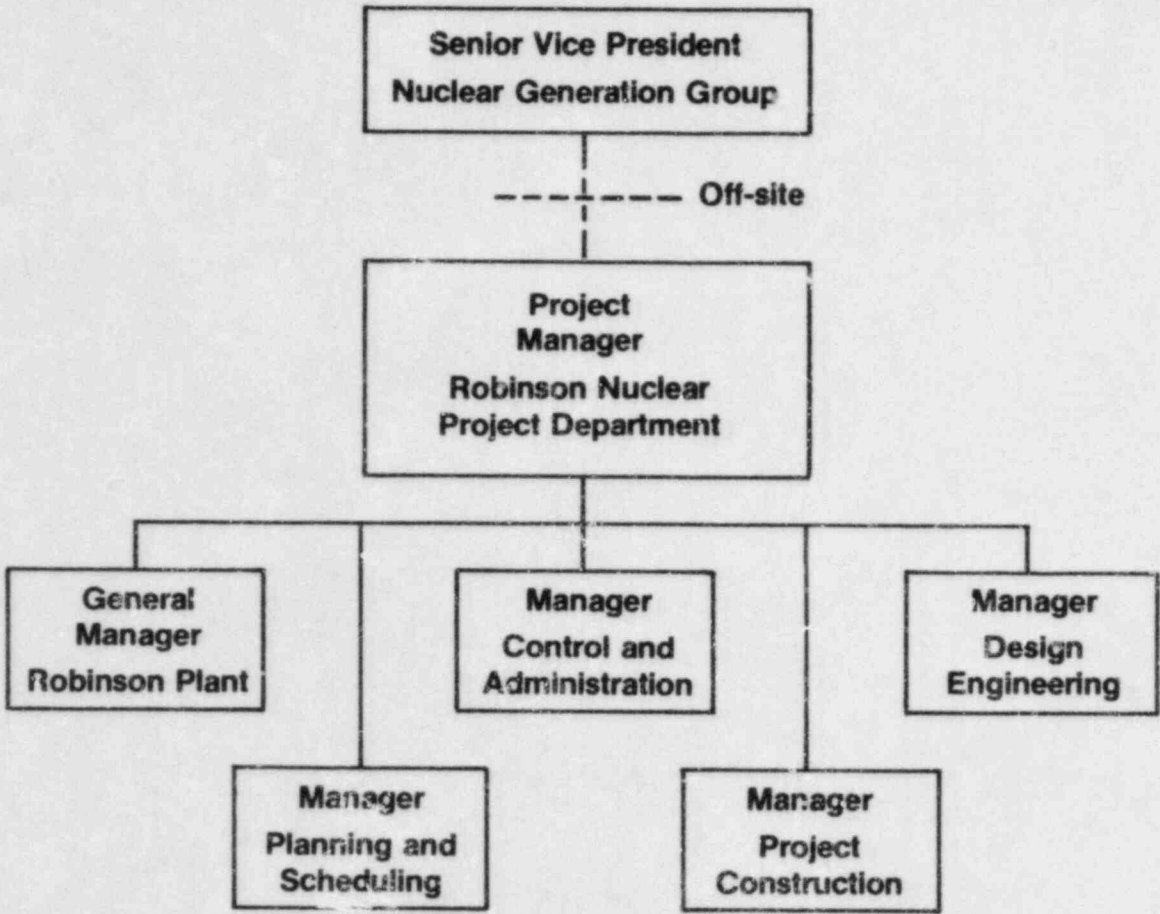 Senior Vice President
Nuclear Generation Group
Off-site
Project
Manager
Robinson Nuclear
Project Department
General
Manager
Robinson Plant
Manager
Control and
Administration
Manager
Design
Engineering
Manager
Planning and
Scheduling
Manager
Project
Construction